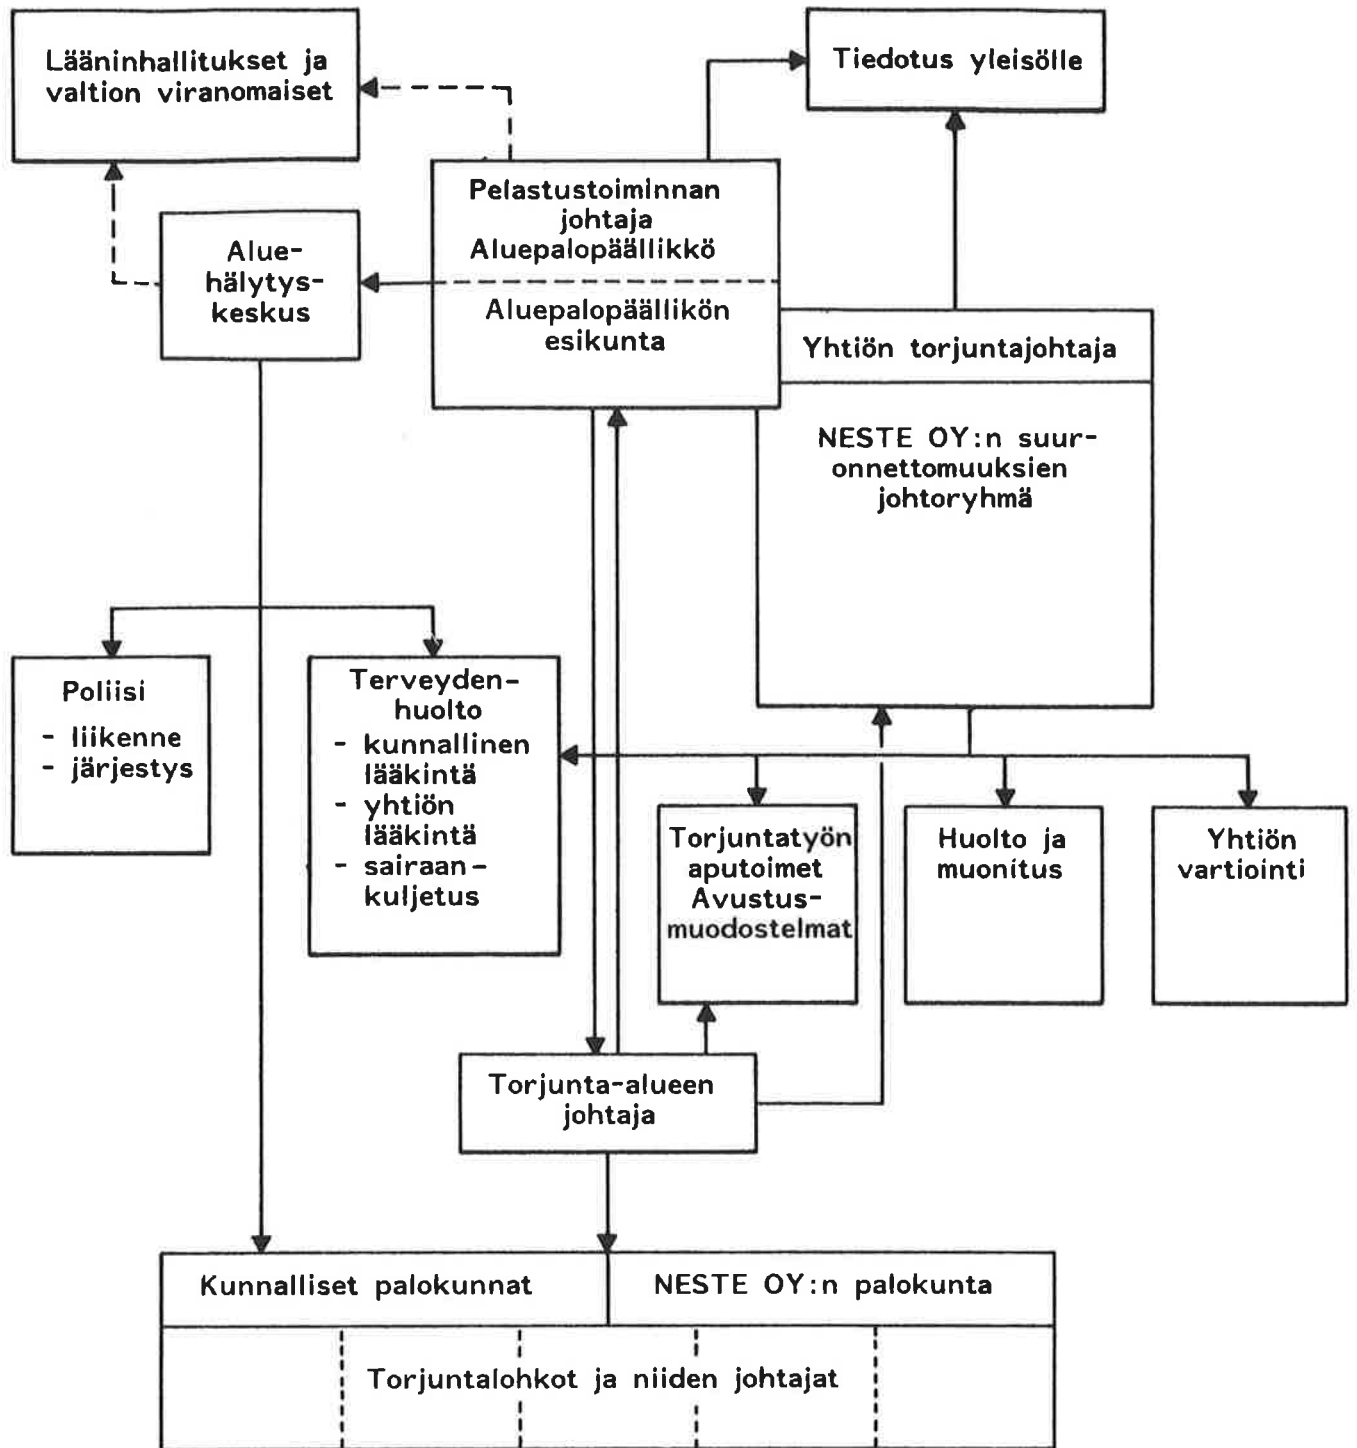 Lääninhallitukset ja
valtion viranomaiset
Tiedotus yleisölle
Pelastustoiminnan
johtaja
Aluepalopäällikkö
Alue-
hälytys-
keskus
Aluepalopäällikön
esikunta
Yhtiön torjuntajohtaja
NESTE OY:n suur-
onnettomuuksien
johtoryhmä
Poliisi
- liikenne
- järjestys
Terveyden-
huolto
- kunnallinen
lääkintä
- yhtiön
lääkintä
- sairaan-
kuljetus
Torjuntatyön
aputoimet
Avustus-
muodostelmat
Huolto ja
muonitus
Yhtiön
vartiointi
Torjunta-alueen
johtaja
Kunnalliset palokunnat
NESTE OY:n palokunta
Torjuntalohkot ja niiden johtajat